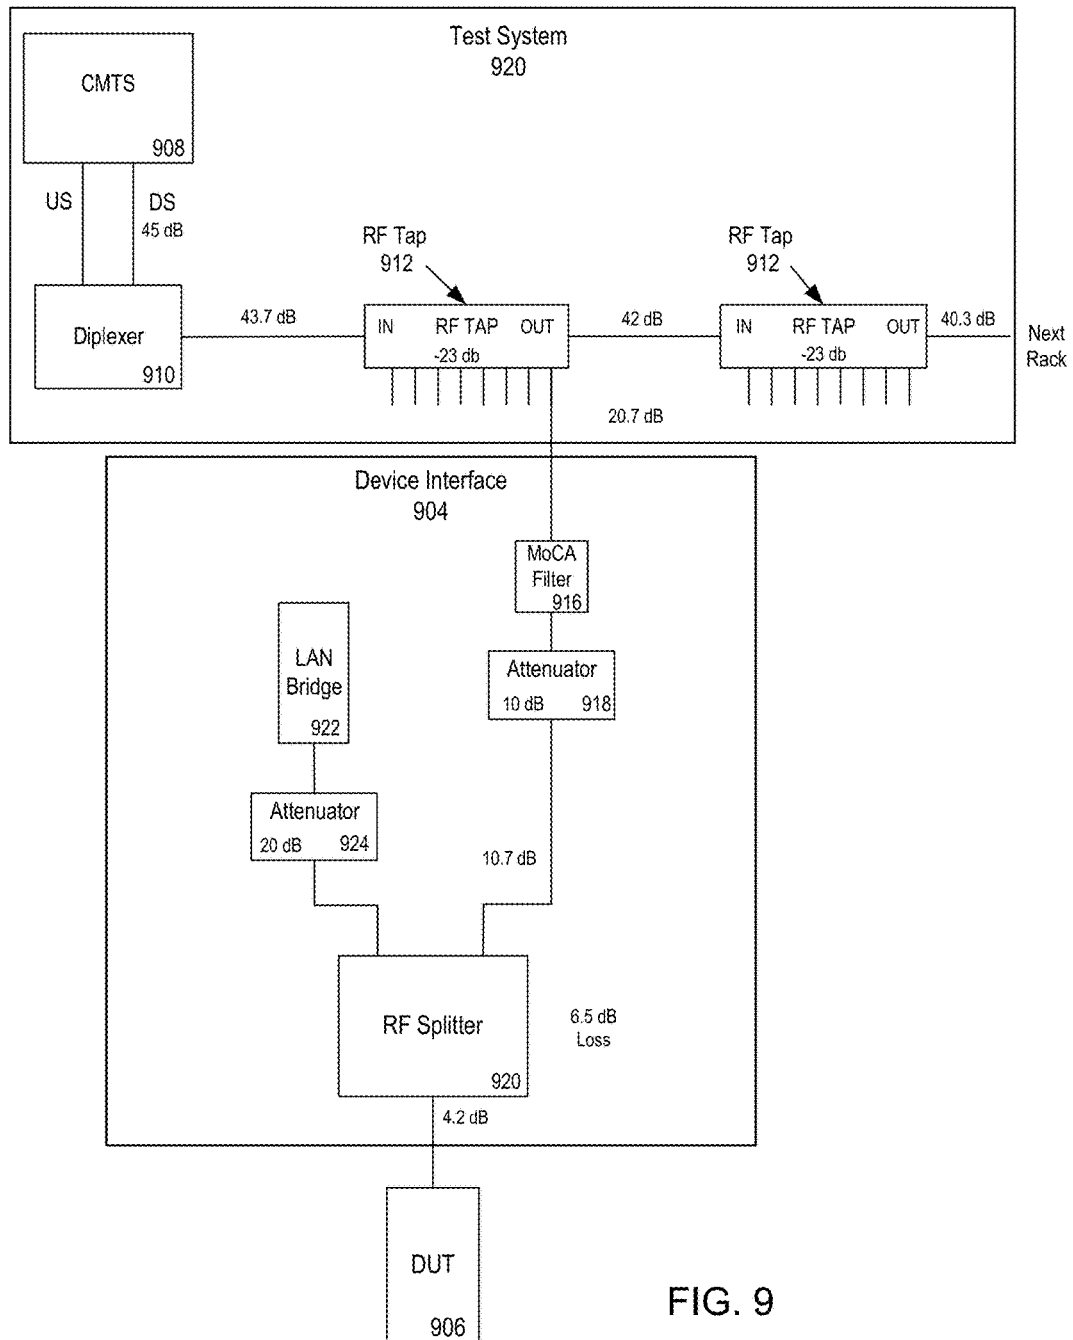 Test System
920
CMTS
908
US
DS
45 dB
RF Tap
912
RF Tap
912
Diplexer
910
43.7 dB
IN
RF TAP
OUT
-23 db
42 dB
IN
RF TAP
OUT
-23 db
40.3 dB
Next
Rack
20.7 dB
Device Interface
904
MoCA
Filter
916
LAN
Bridge
922
Attenuator
10 dB
918
Attenuator
20 dB
924
10.7 dB
RF Splitter
920
6.5 dB
Loss
4.2 dB
DUT
906
FIG. 9